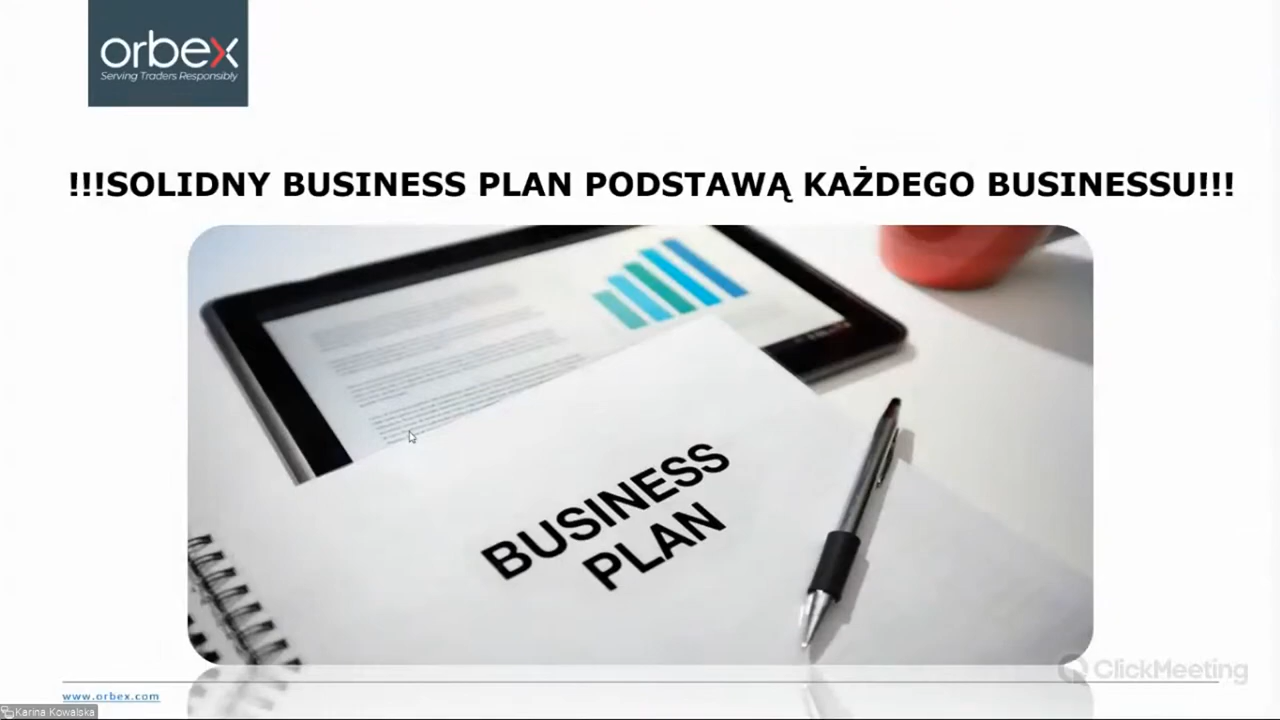 orbex
Serving Traders Responsibly
!!!SOLIDNY BUSINESS PLAN PODSTAWĄ KAŻDEGO BUSINESSU!!!
BUSINESS
PLAN
ClickMeeting
www.orbex.com
Karina Kowalska